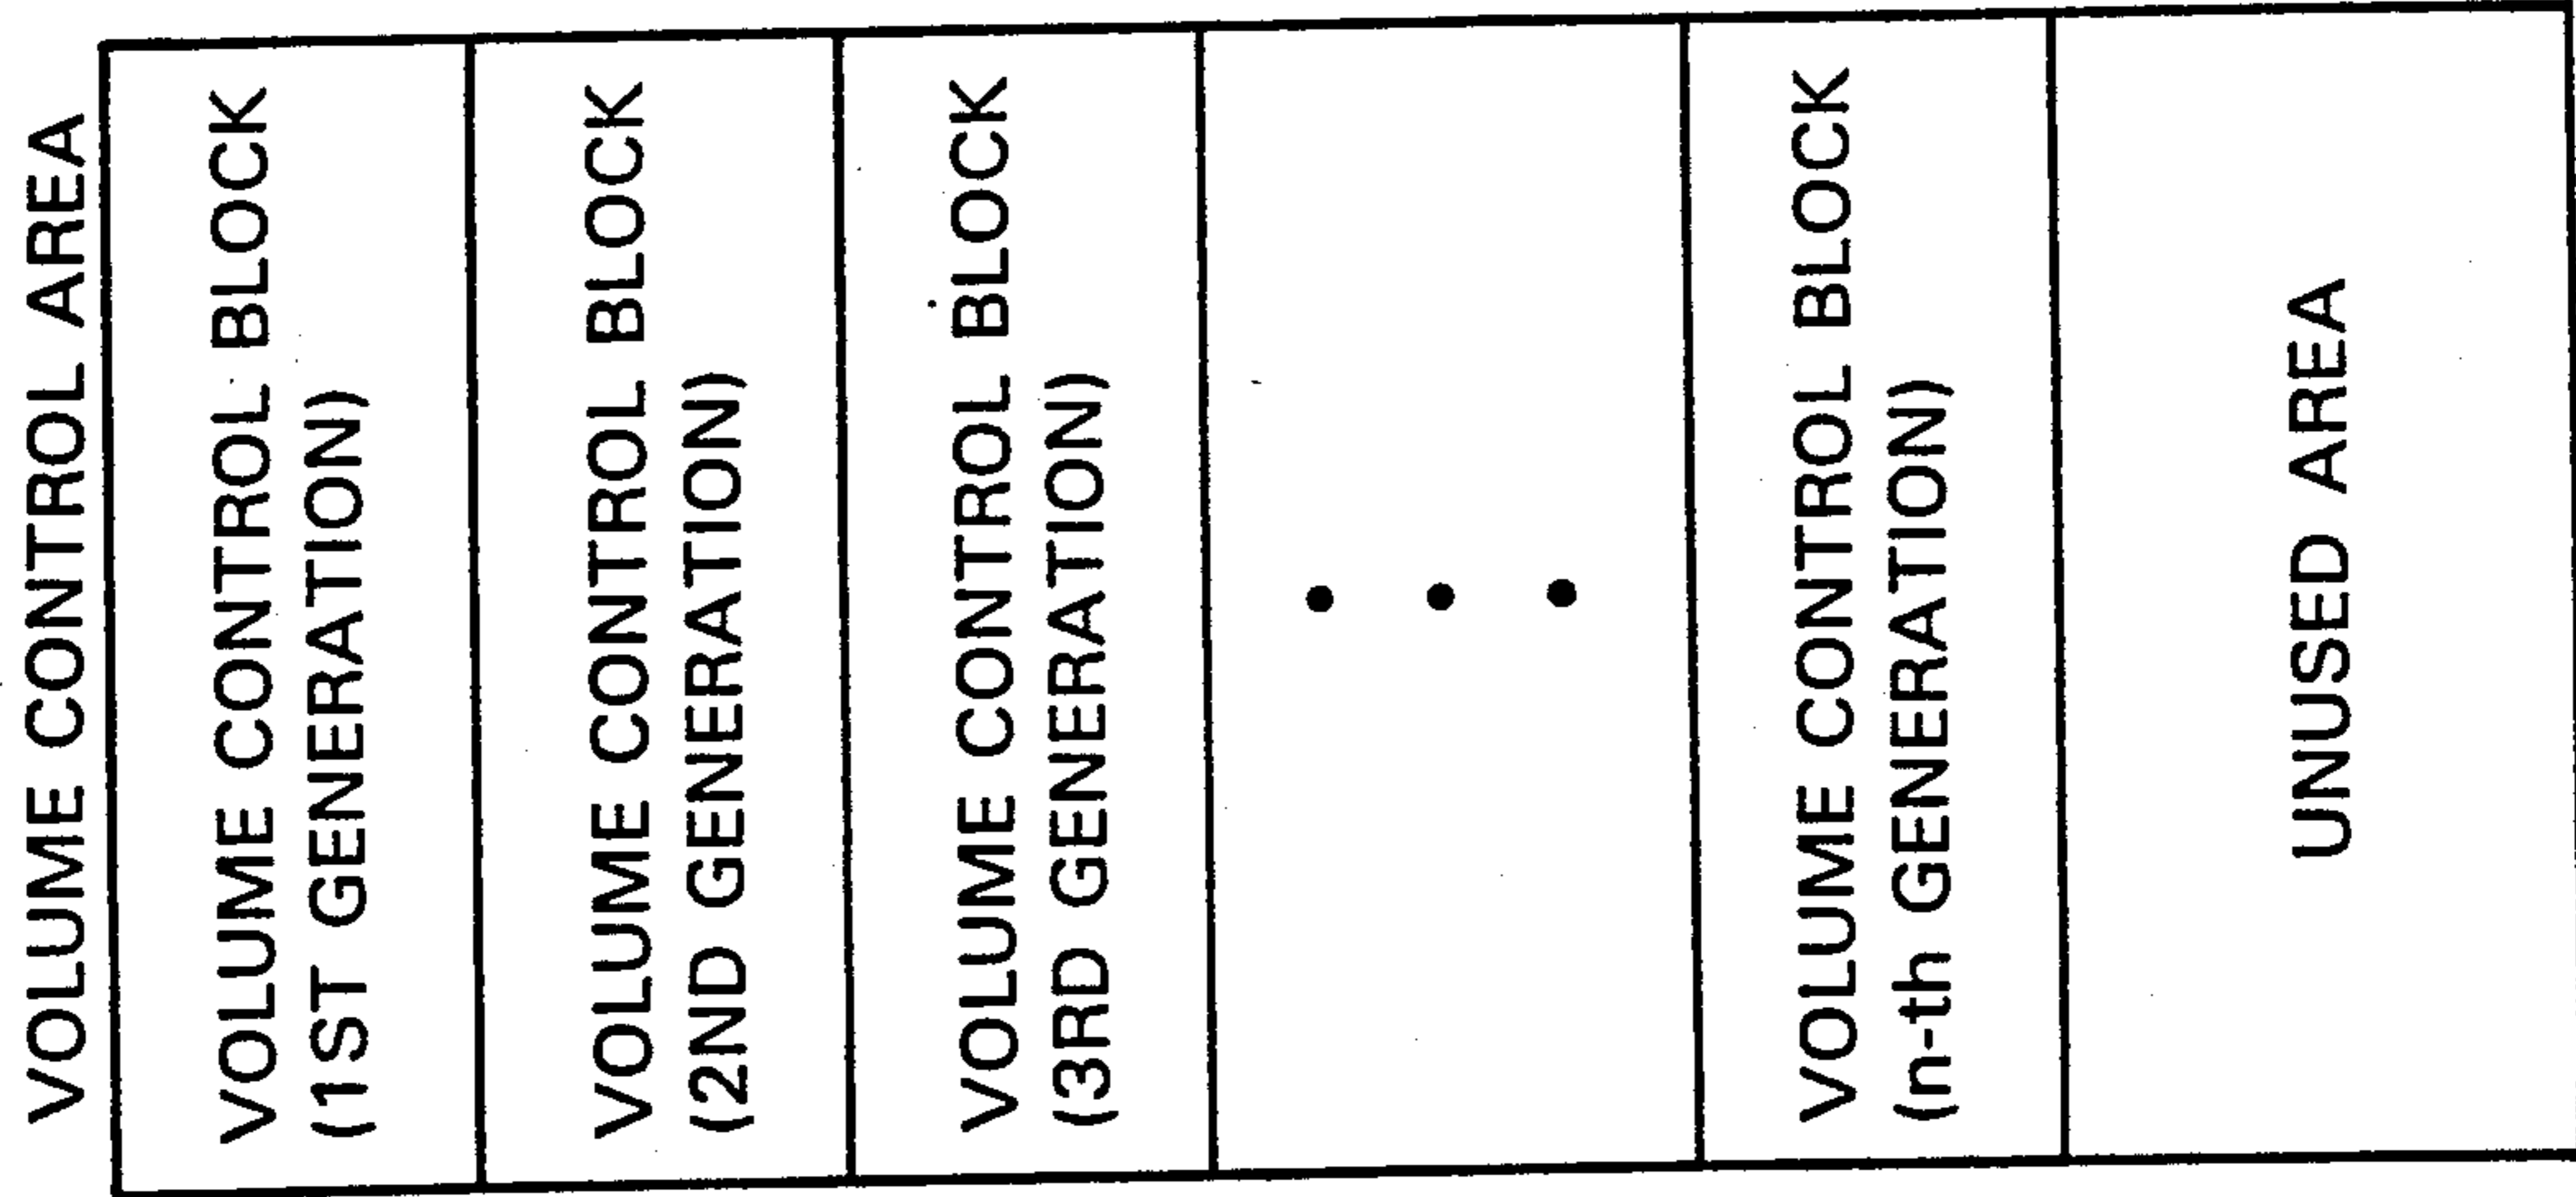 VOLUME CONTROL AREA
VOLUME CONTROL BLOCK
(1ST GENERATION)
VOLUME CONTROL BLOCK
(2ND GENERATION)
VOLUME CONTROL BLOCK
(3RD GENERATION)
• • •
VOLUME CONTROL BLOCK
(n-th GENERATION)
UNUSED AREA